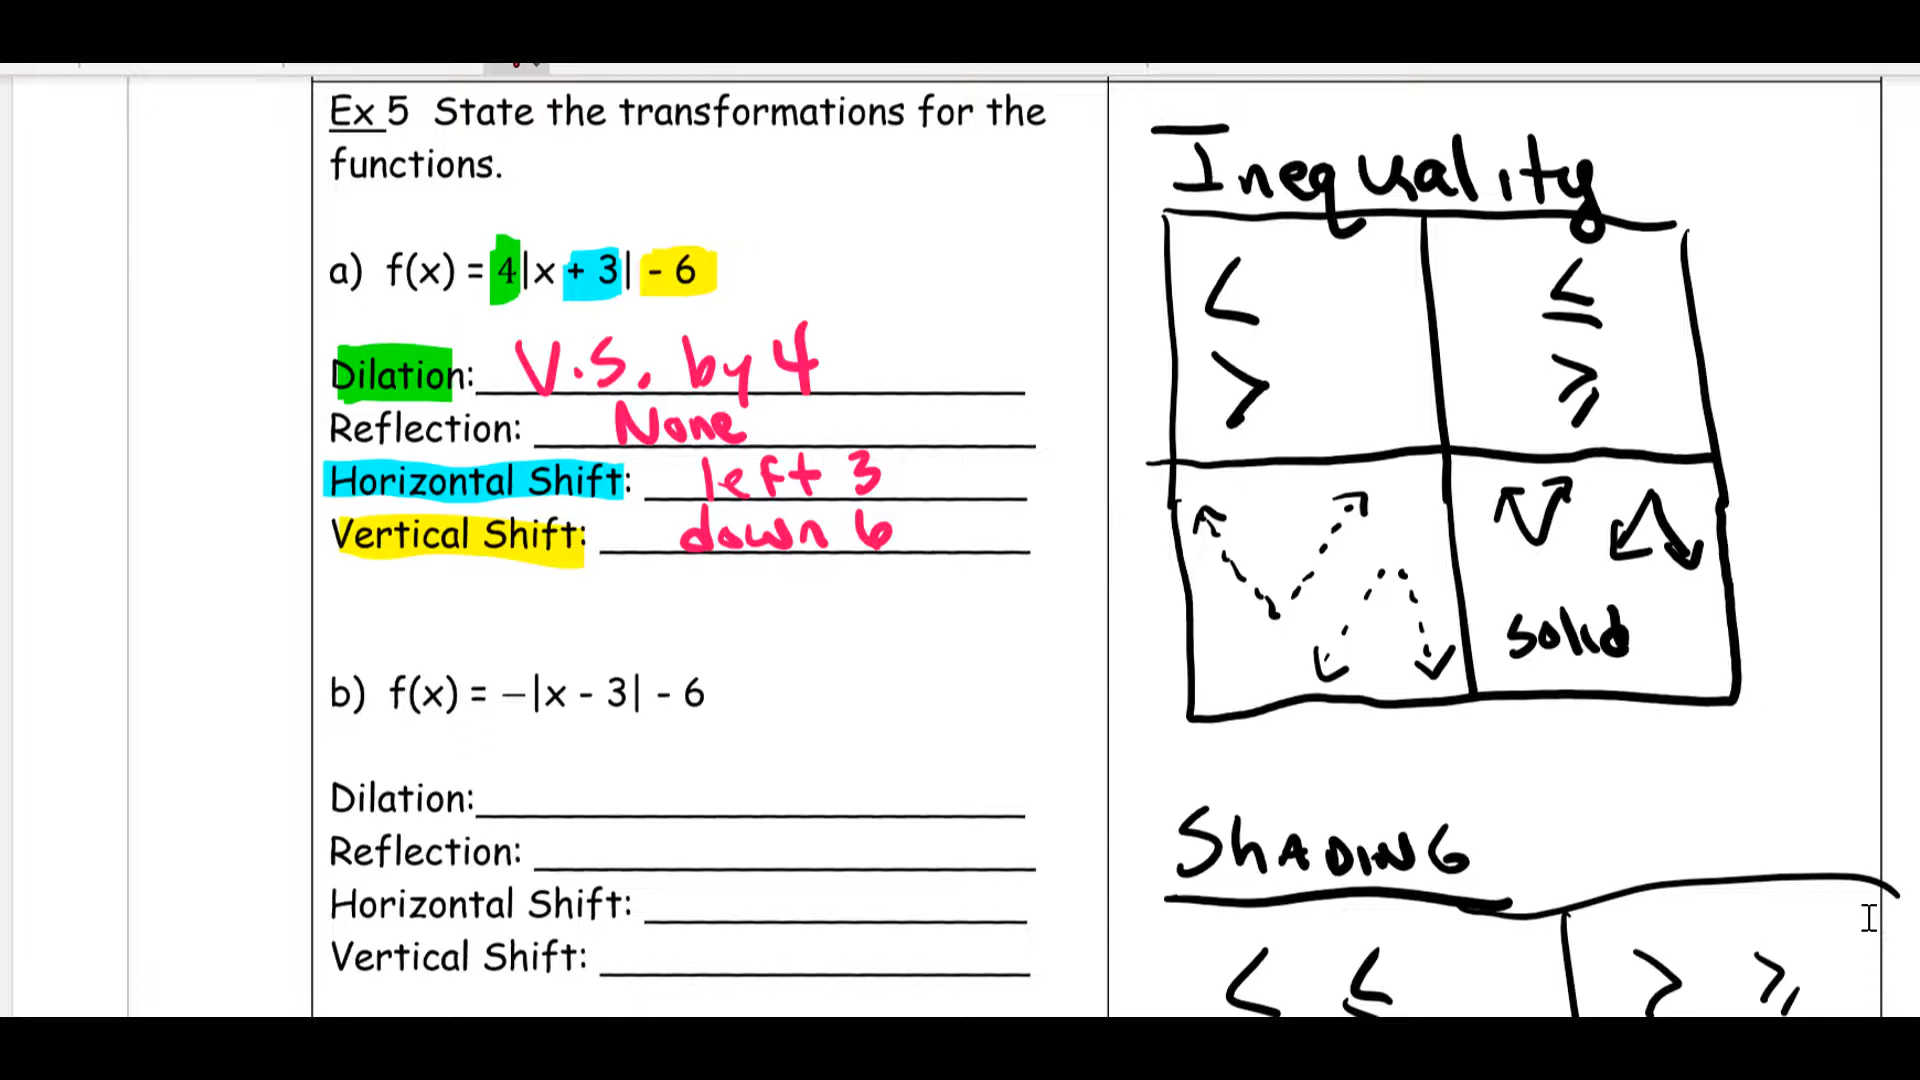 Ex 5 State the transformations for the
functions.
a) f(x) = 4|x + 3| - 6
Dilation: V.S. by 4
Reflection: None
Horizontal Shift: left 3
Vertical Shift: down 6
b) f(x) = −|x - 3| - 6
Dilation:
Reflection:
Horizontal Shift:
Vertical Shift:
Inequality
< ≤
> ≥
solid
SHADING
< ≤ > ≥